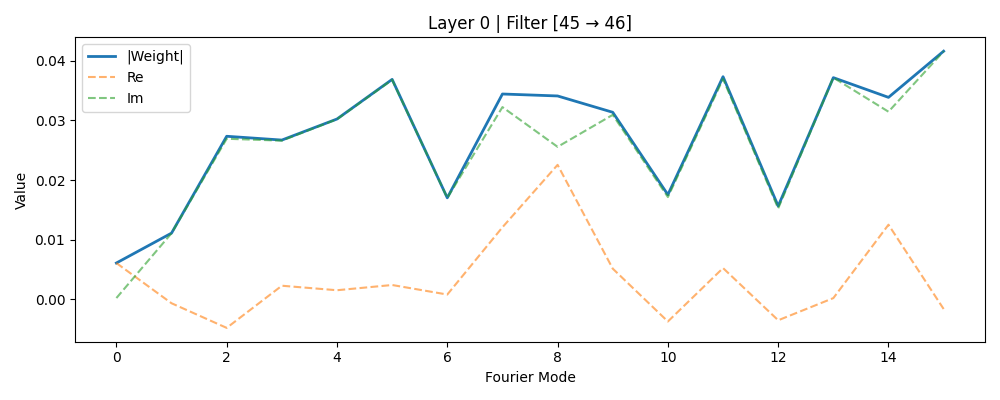 Layer 0 | Filter [45 → 46]
|Weight|
Re
Im
Value
0.04
0.03
0.02
0.01
0.00
0 2 4 6 8 10 12 14
Fourier Mode